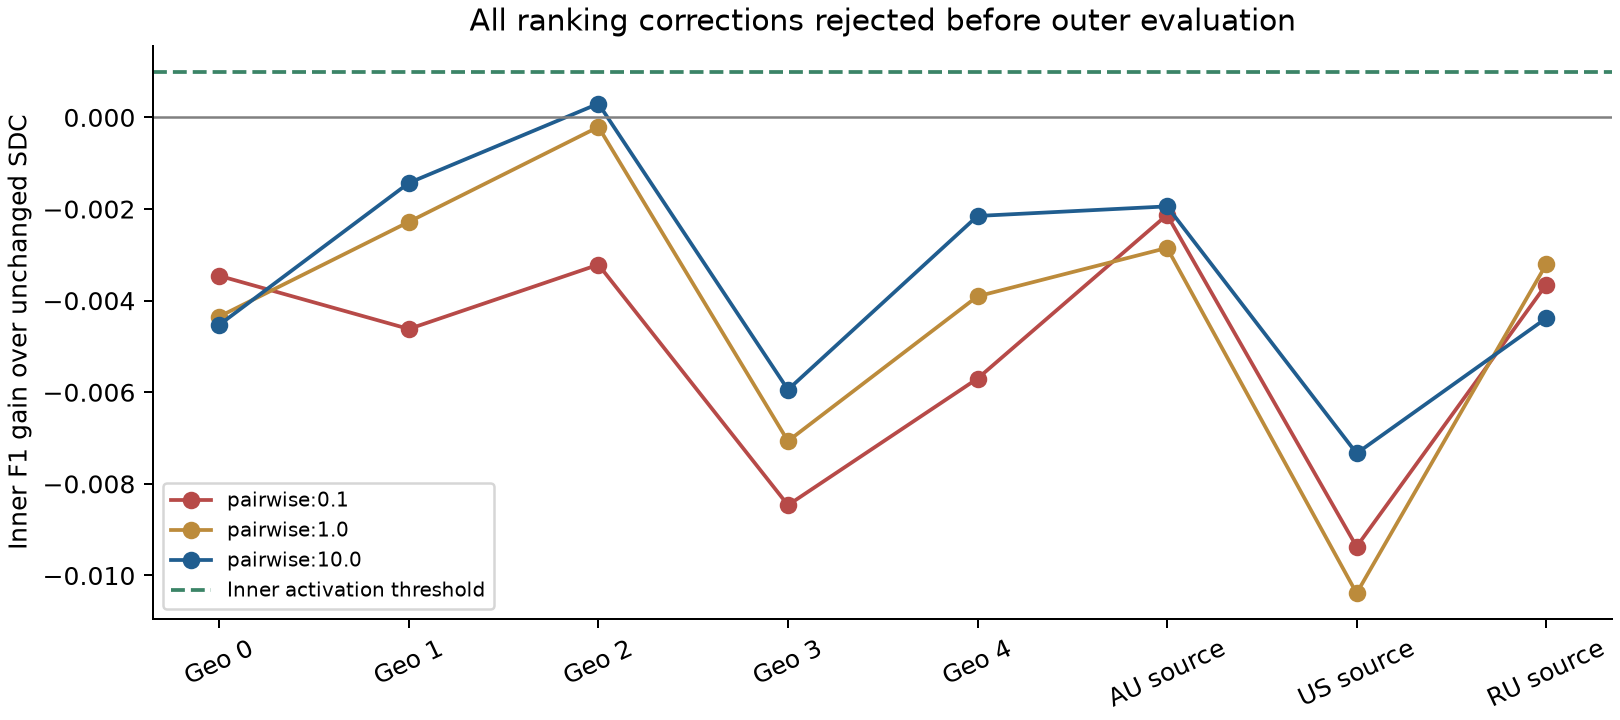 All ranking corrections rejected before outer evaluation
Inner F1 gain over unchanged SDC
0.000
−0.002
−0.004
−0.006
−0.008
−0.010
pairwise:0.1
pairwise:1.0
pairwise:10.0
Inner activation threshold
Geo 0
Geo 1
Geo 2
Geo 3
Geo 4
AU source
US source
RU source